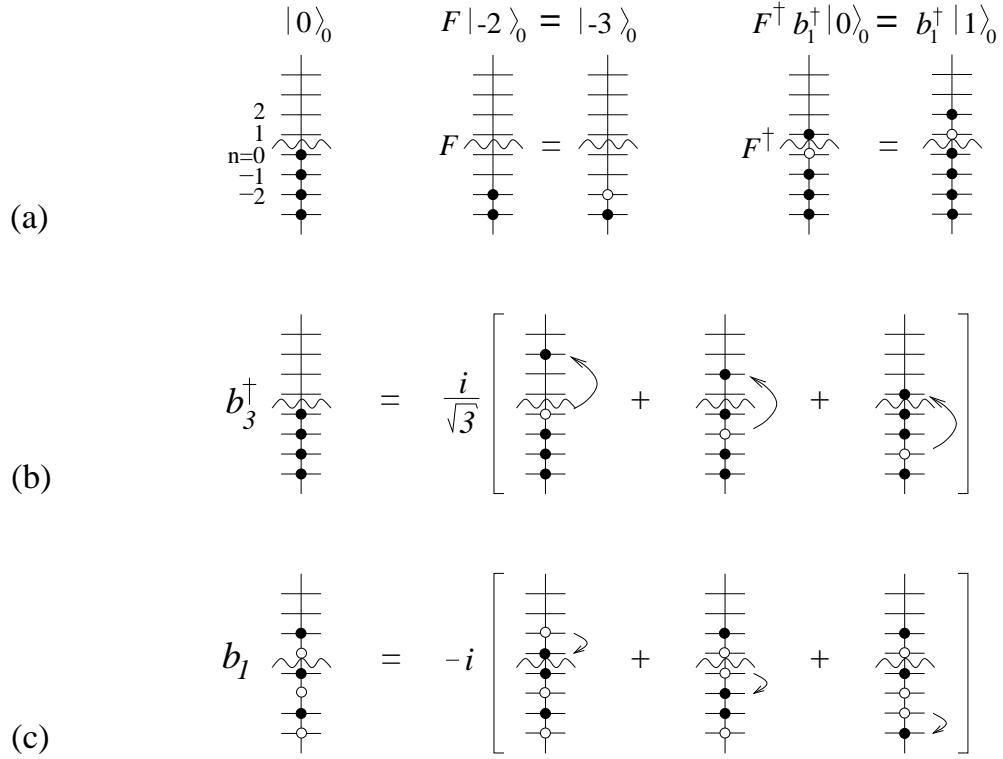 |0⟩₀ F |-2⟩₀ = |-3⟩₀ F† b₁† |0⟩₀ = b₁† |1⟩₀
2
1
n=0
−1
−2
F =
F† =
(a)
b₃† = i/√3 [ + + ]
(b)
b₁ = −i [ + + ]
(c)